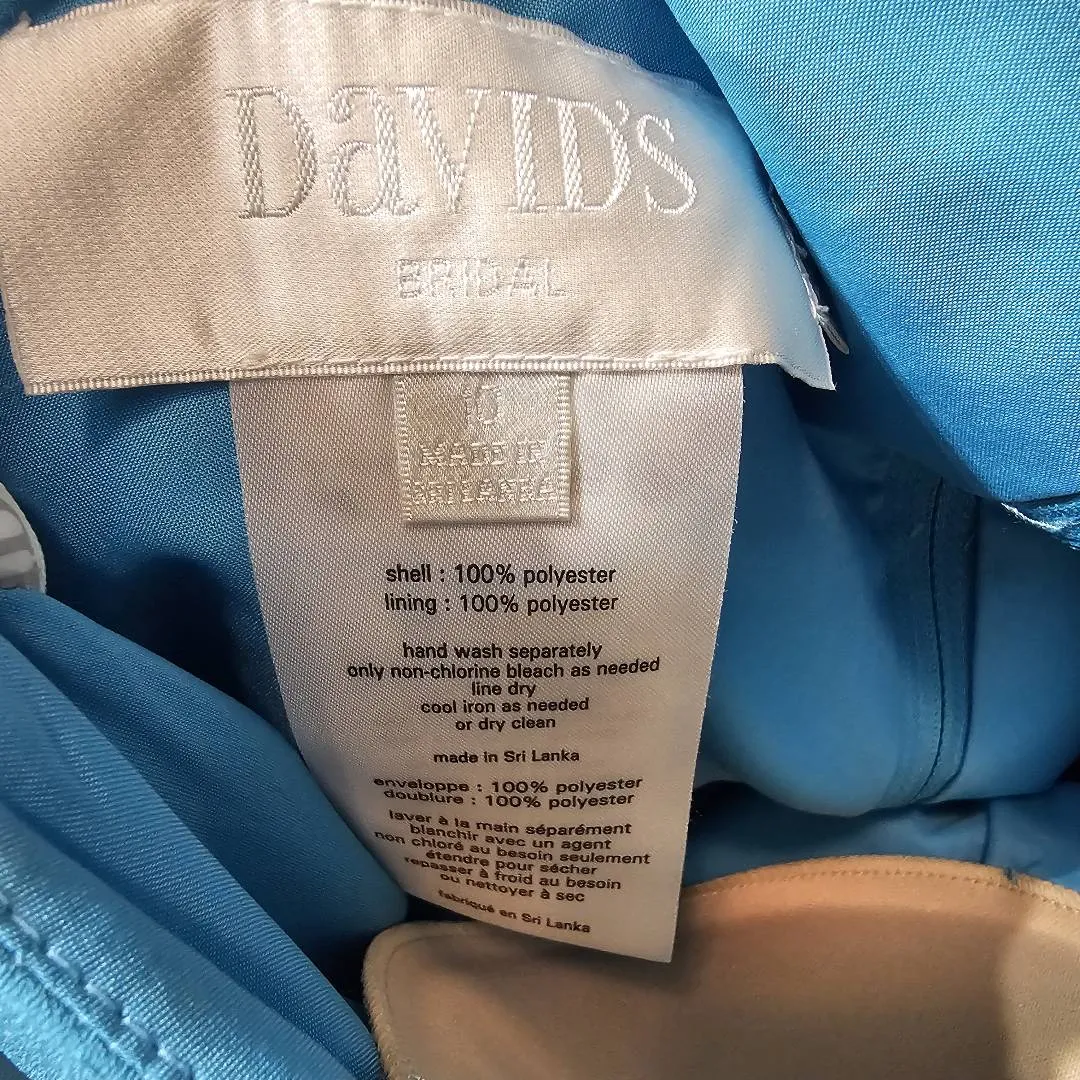 DaVID'S
BRIDAL
10
MADE IN
SRI LANKA
shell : 100% polyester
lining : 100% polyester
hand wash separately
only non-chlorine bleach as needed
line dry
cool iron as needed
or dry clean
made in Sri Lanka
enveloppe : 100% polyester
doublure : 100% polyester
laver à la main séparément
blanchir avec un agent
non chloré au besoin seulement
étendre pour sécher
repasser à froid au besoin
ou nettoyer à sec
fabriqué en Sri Lanka